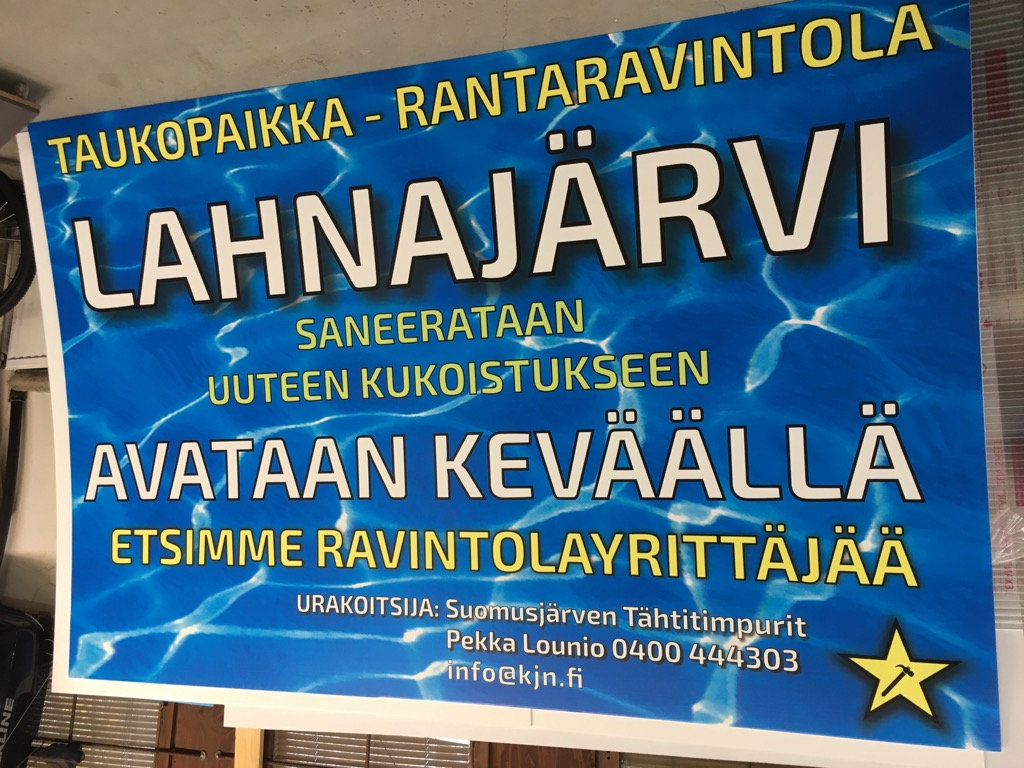 TAUKOPAIKKA - RANTARAVINTOLA
LAHNAJÄRVI
SANEERATAAN
UUTEEN KUKOISTUKSEEN
AVATAAN KEVÄÄLLÄ
ETSIMME RAVINTOLAYRITTÄJÄÄ
URAKOITSIJA: Suomusjärven Tähtitimpurit
Pekka Lounio 0400 444303
info@kjn.fi